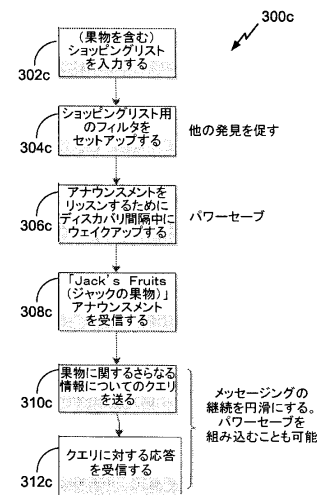 300c
(果物を含む)
ショッピングリスト
を入力する
302c
ショッピングリスト用
のフィルタを
セットアップする
304c
他の発見を促す
アナウンスメントを
リッスンするために
ディスカバリ間隔中に
ウェイクアップする
306c
パワーセーブ
「Jack's Fruits
(ジャックの果物)」
アナウンスメント
を受信する
308c
果物に関するさらなる
情報についてのクエリ
を送る
310c
メッセージングの
継続を円滑にする。
パワーセーブを
組み込むことも可能
クエリに対する応答
を受信する
312c